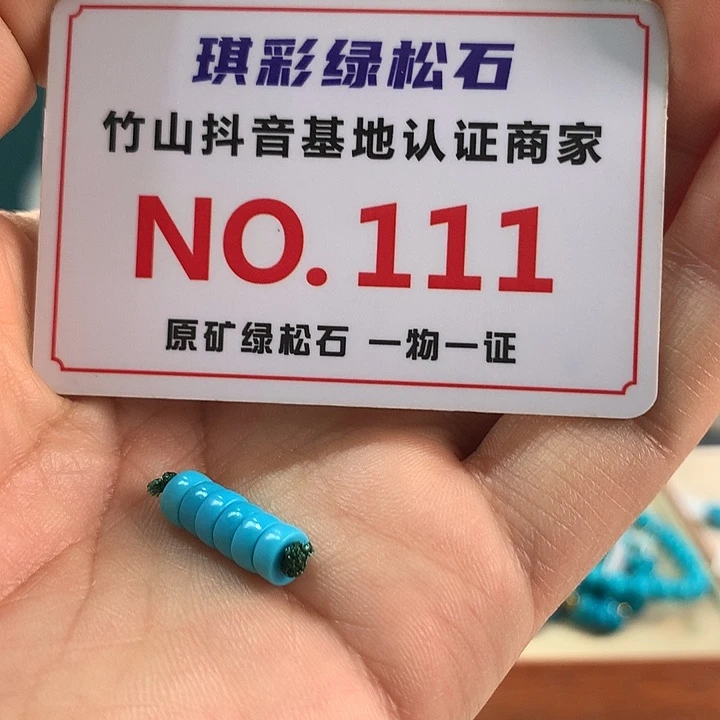 琪彩绿松石
竹山抖音基地认证商家
NO.111
原矿绿松石 一物一证